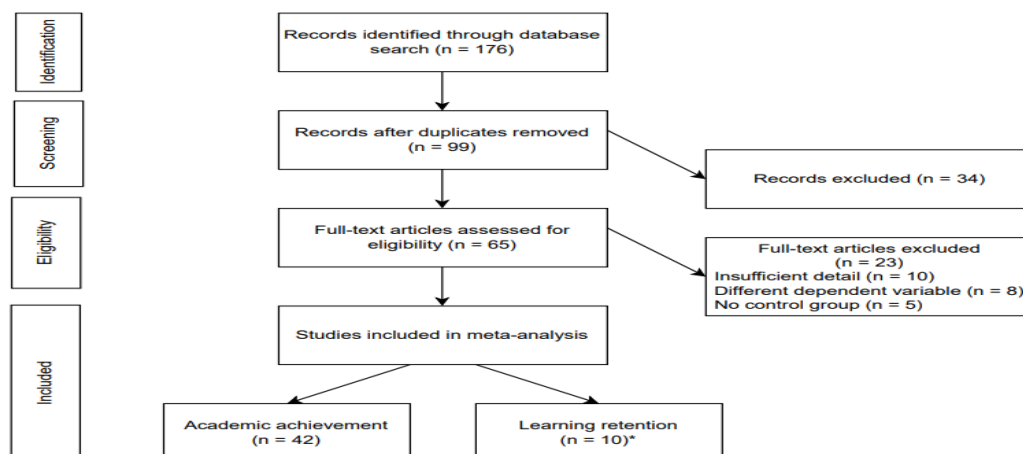 Identification
Records identified through database
search (n = 176)
Screening
Records after duplicates removed
(n = 99)
Records excluded (n = 34)
Eligibility
Full-text articles assessed for
eligibility (n = 65)
Full-text articles excluded
(n = 23)
Insufficient detail (n = 10)
Different dependent variable (n = 8)
No control group (n = 5)
Included
Studies included in meta-analysis
Academic achievement
(n = 42)
Learning retention
(n = 10)*